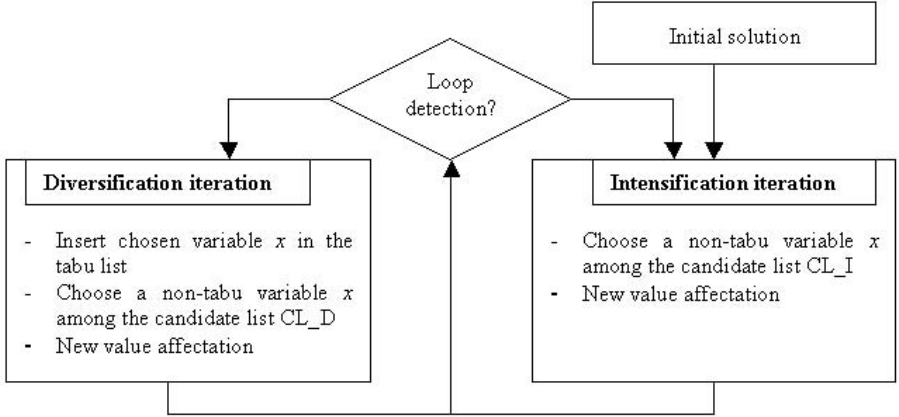 Initial solution
Loop
detection?
Diversification iteration
- Insert chosen variable x in the
tabu list
- Choose a non-tabu variable x
among the candidate list CL_D
- New value affectation
Intensification iteration
- Choose a non-tabu variable x
among the candidate list CL_I
- New value affectation